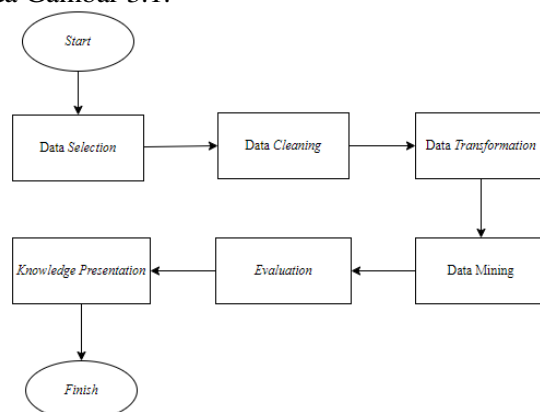 Gambar 3.1.
Start
Data Selection
Data Cleaning
Data Transformation
Data Mining
Evaluation
Knowledge Presentation
Finish